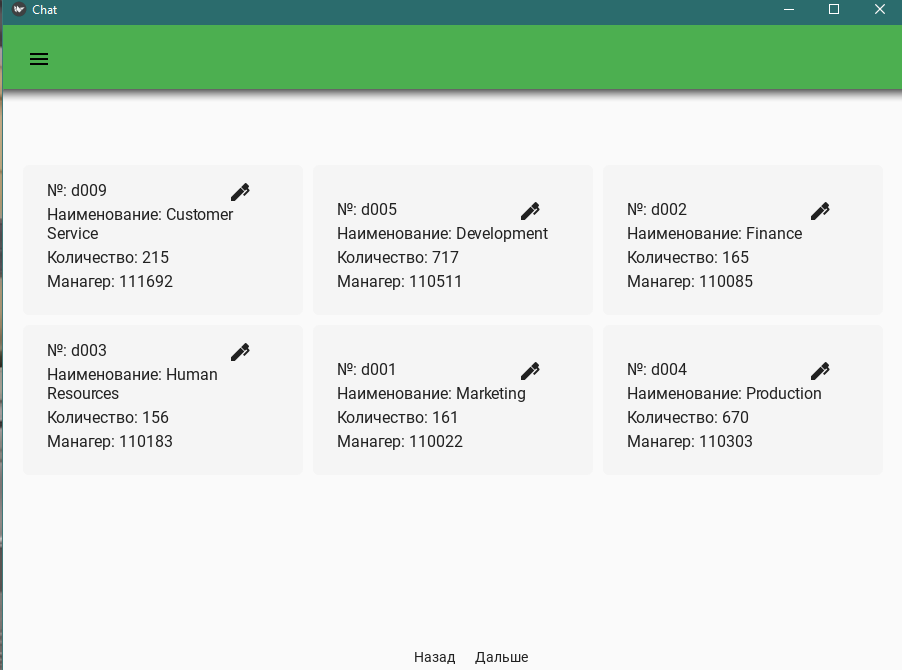 Chat
№: d009
Наименование: Customer
Service
Количество: 215
Манагер: 111692
№: d005
Наименование: Development
Количество: 717
Манагер: 110511
№: d002
Наименование: Finance
Количество: 165
Манагер: 110085
№: d003
Наименование: Human
Resources
Количество: 156
Манагер: 110183
№: d001
Наименование: Marketing
Количество: 161
Манагер: 110022
№: d004
Наименование: Production
Количество: 670
Манагер: 110303
Назад Дальше